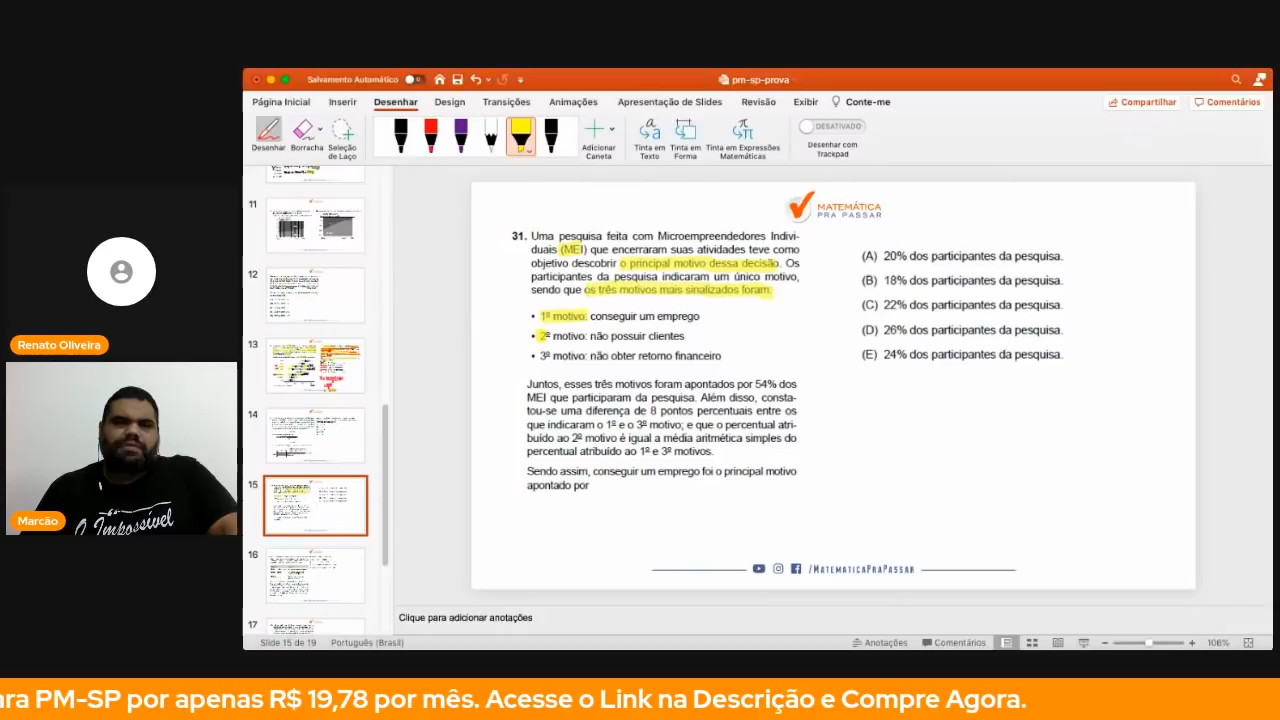 Salvamento Automático
pm-sp-prova
Página Inicial Inserir Desenhar Design Transições Animações Apresentação de Slides Revisão Exibir Conte-me
Compartilhar Comentários
Desenhar Borracha Seleção de Laço
Adicionar Caneta
Tinta em Texto Tinta em Forma Tinta em Expressões Matemáticas
DESATIVADO
Desenhar com Trackpad
11
12
13
14
15
16
17
MATEMÁTICA
PRA PASSAR
31. Uma pesquisa feita com Microempreendedores Indivi-
duais (MEI) que encerraram suas atividades teve como
objetivo descobrir o principal motivo dessa decisão. Os
participantes da pesquisa indicaram um único motivo,
sendo que os três motivos mais sinalizados foram:
• 1º motivo: conseguir um emprego
• 2º motivo: não possuir clientes
• 3º motivo: não obter retorno financeiro
Juntos, esses três motivos foram apontados por 54% dos
MEI que participaram da pesquisa. Além disso, consta-
tou-se uma diferença de 8 pontos percentuais entre os
que indicaram o 1º e o 3º motivo; e que o percentual atri-
buído ao 2º motivo é igual a média aritmética simples do
percentual atribuído ao 1º e 3º motivos.
Sendo assim, conseguir um emprego foi o principal motivo
apontado por
(A) 20% dos participantes da pesquisa.
(B) 18% dos participantes da pesquisa.
(C) 22% dos participantes da pesquisa.
(D) 26% dos participantes da pesquisa.
(E) 24% dos participantes da pesquisa.
/MATEMATICAPRAPASSAR
Clique para adicionar anotações
Slide 15 de 19 Português (Brasil)
Anotações Comentários
106%
Renato Oliveira
O Impossível
Marcão
ara PM-SP por apenas R$ 19,78 por mês. Acesse o Link na Descrição e Compre Agora.